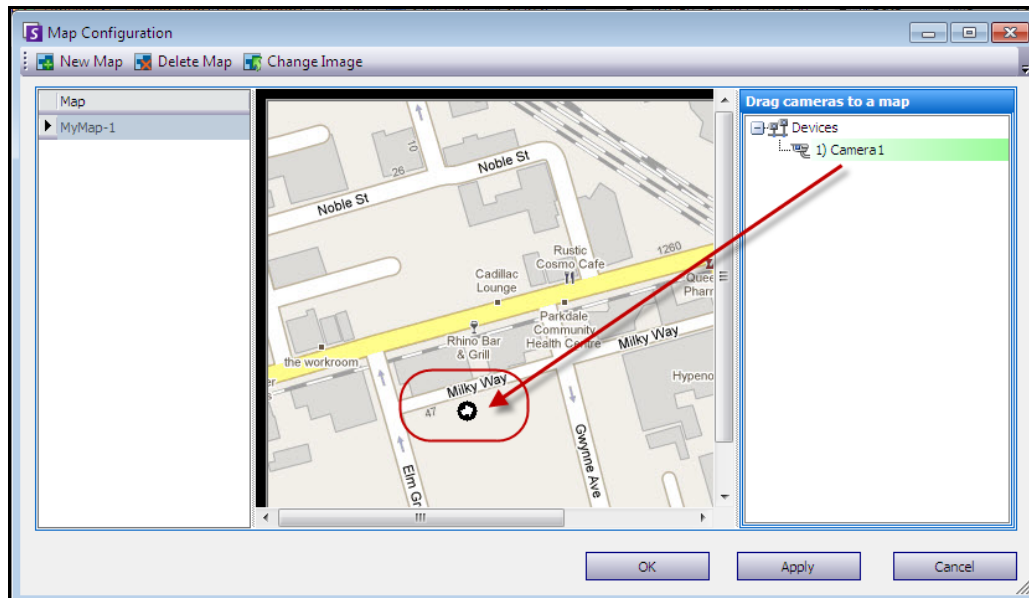 Map Configuration
New Map
Delete Map
Change Image
Map
MyMap-1
Drag cameras to a map
Devices
1) Camera1
10
26
Noble St
Noble St
1260
Rustic
Cosmo Cafe
Cadillac
Lounge
Parkdale
Community
Health Centre
Rhino Bar
& Grill
the workroom
Milky Way
Milky Way
47
Elm Gr
Gwynne Ave
OK
Apply
Cancel